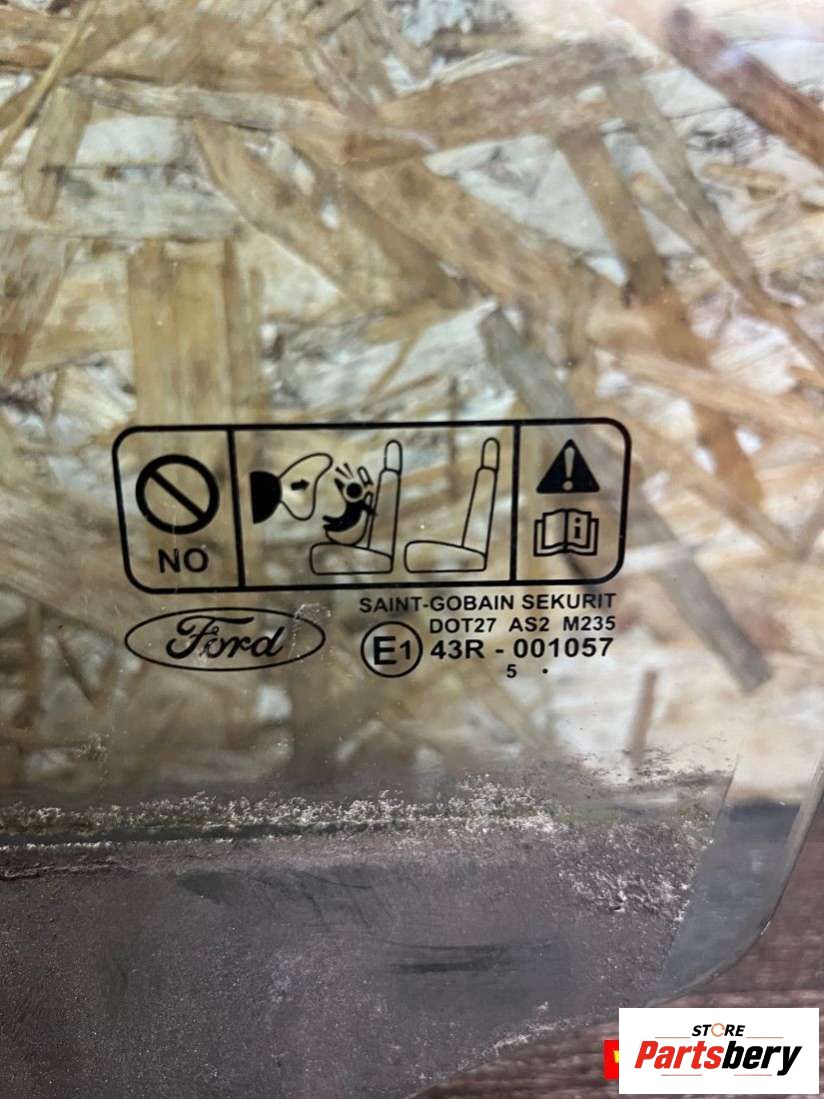 NO
i
Ford
SAINT-GOBAIN SEKURIT
DOT27 AS2 M235
E1 43R - 001057
5 .
STORE
Partsbery